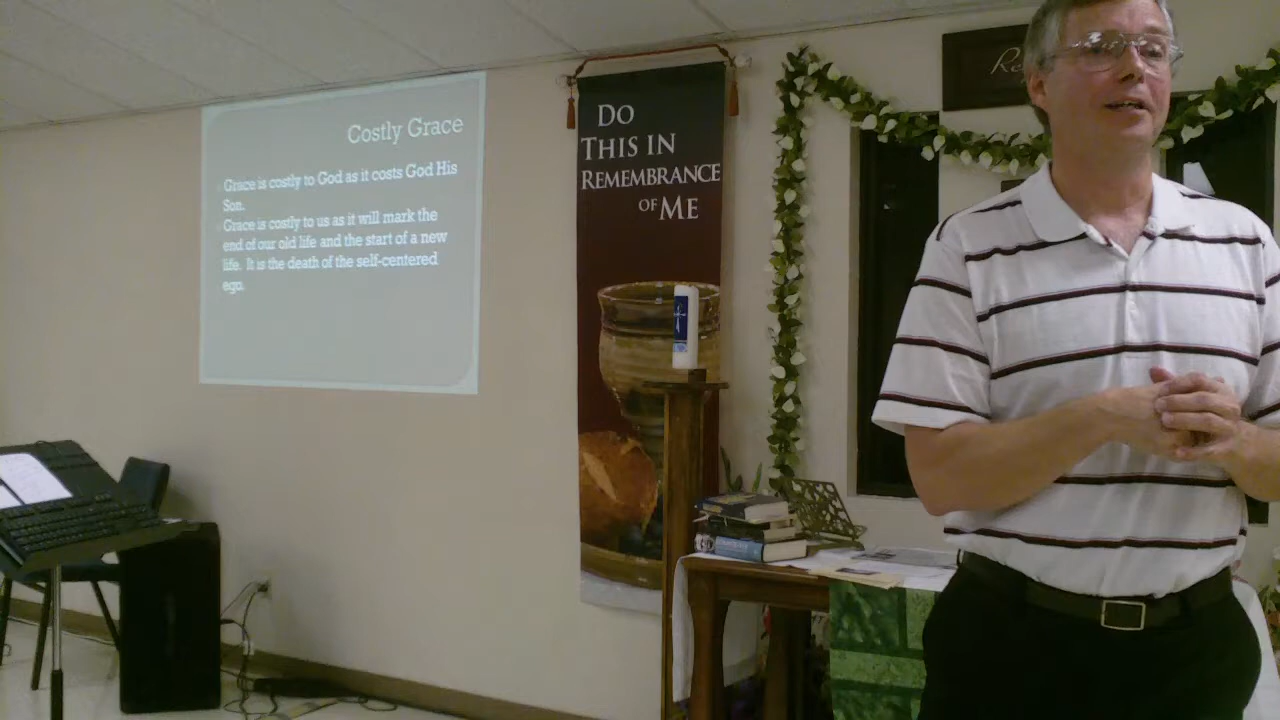 Costly Grace
Grace is costly to God as it costs God His
Son.
Grace is costly to us as it will mark the
end of our old life and the start of a new
life. It is the death of the self-centered
ego.
DO
THIS IN
REMEMBRANCE
OF ME